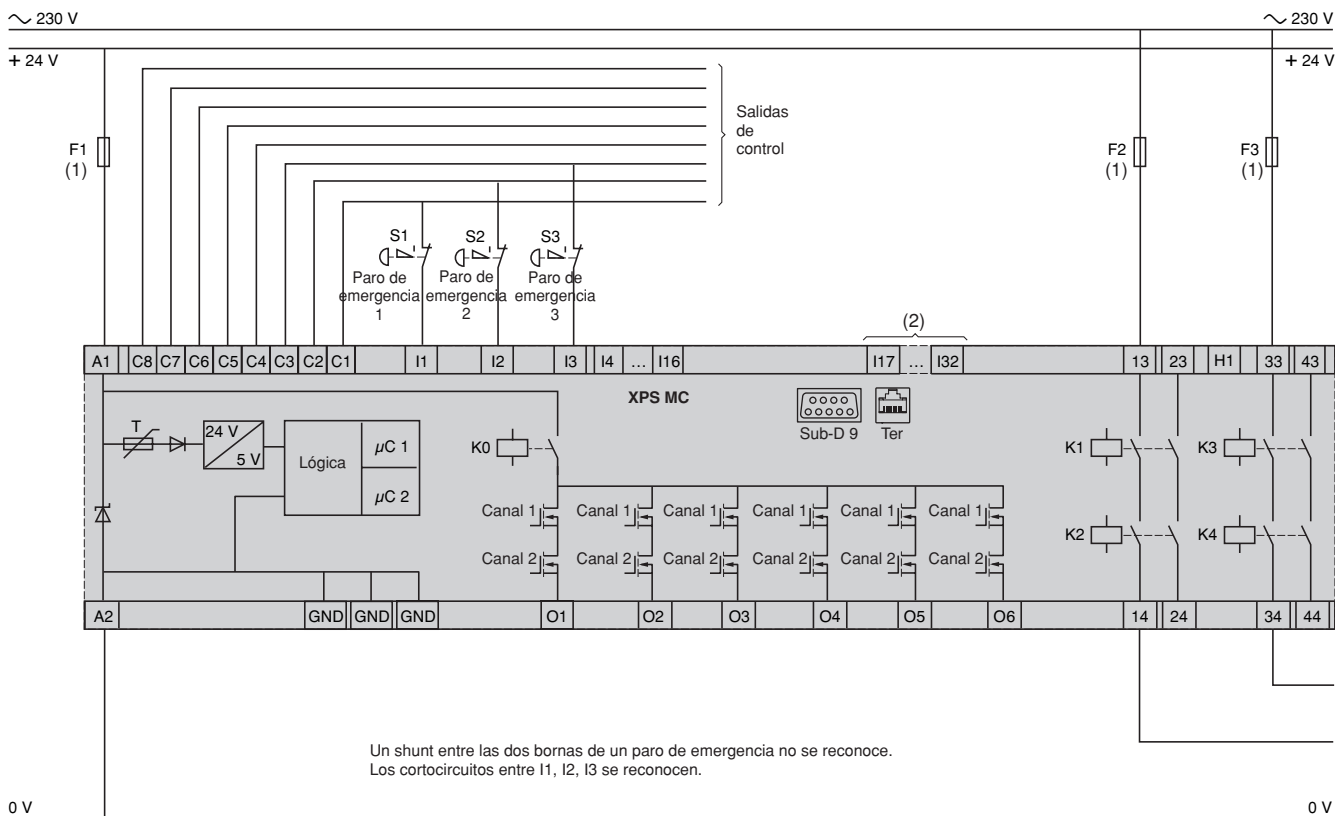 230 V
230 V
+ 24 V
+ 24 V
Salidas
de
control
F1
(1)
F2
(1)
F3
(1)
S1
S2
S3
Paro de
emergencia
1
Paro de
emergencia
2
Paro de
emergencia
3
(2)
A1 C8 C7 C6 C5 C4 C3 C2 C1 I1 I2 I3 I4 ... I16 I17 ... I32 13 23 H1 33 43
XPS MC
Sub-D 9
Ter
T
24 V
5 V
Lógica
µC 1
µC 2
K0
K1
K3
Canal 1 Canal 1 Canal 1 Canal 1 Canal 1 Canal 1
K2
K4
Canal 2 Canal 2 Canal 2 Canal 2 Canal 2 Canal 2
A2 GND GND GND O1 O2 O3 O4 O5 O6 14 24 34 44
Un shunt entre las dos bornas de un paro de emergencia no se reconoce.
Los cortocircuitos entre I1, I2, I3 se reconocen.
0 V
0 V